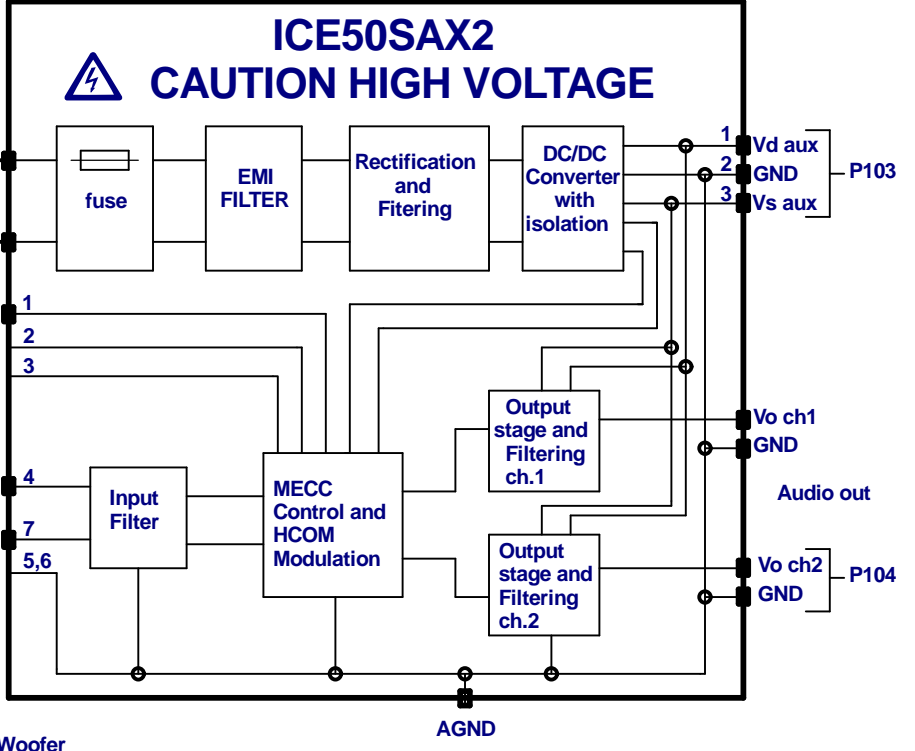 ICE50SAX2
CAUTION HIGH VOLTAGE
fuse
EMI
FILTER
Rectification
and
Fitering
DC/DC
Converter
with
isolation
1
Vd aux
2
GND
3
Vs aux
P103
1
2
3
Output
stage and
Filtering
ch.1
Vo ch1
GND
Audio out
4
7
5,6
Input
Filter
MECC
Control and
HCOM
Modulation
Output
stage and
Filtering
ch.2
Vo ch2
GND
P104
AGND
Woofer